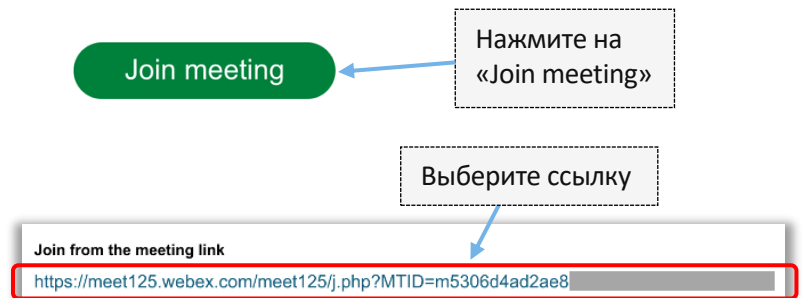 Join meeting
Нажмите на
«Join meeting»
Выберите ссылку
Join from the meeting link
https://meet125.webex.com/meet125/j.php?MTID=m5306d4ad2ae8